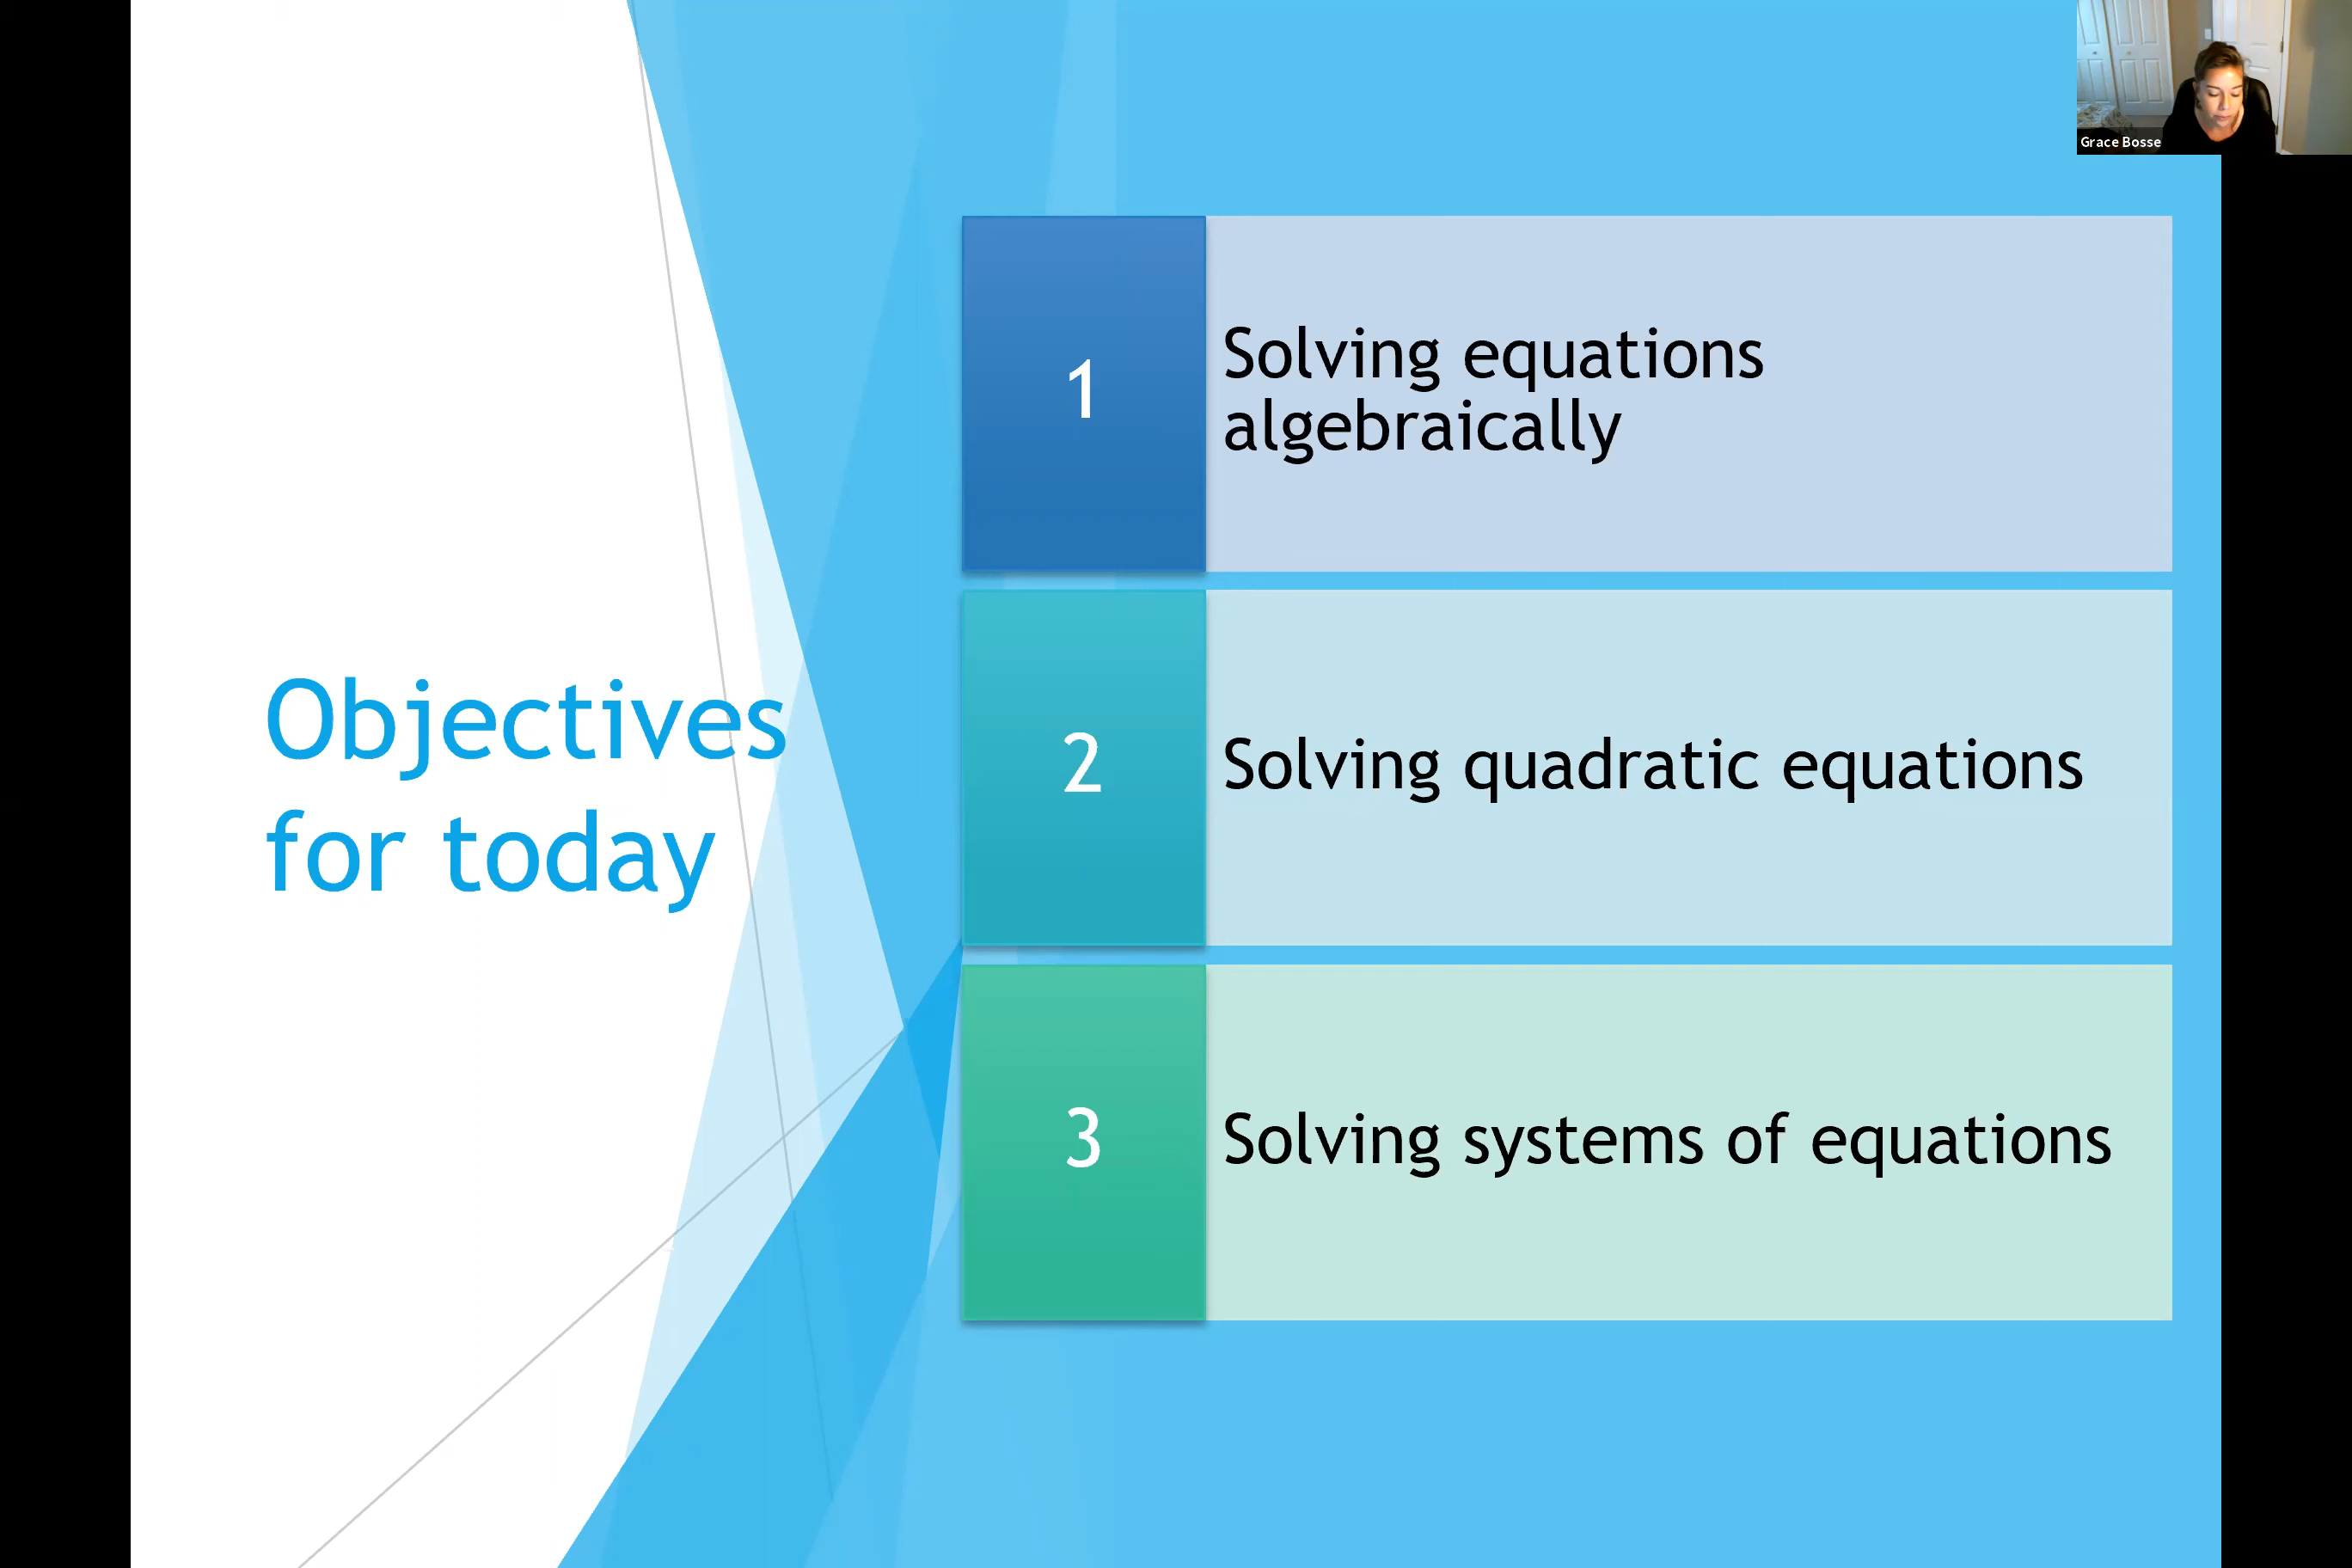 Grace Bosse
Objectives
for today
1
Solving equations
algebraically
2
Solving quadratic equations
3
Solving systems of equations